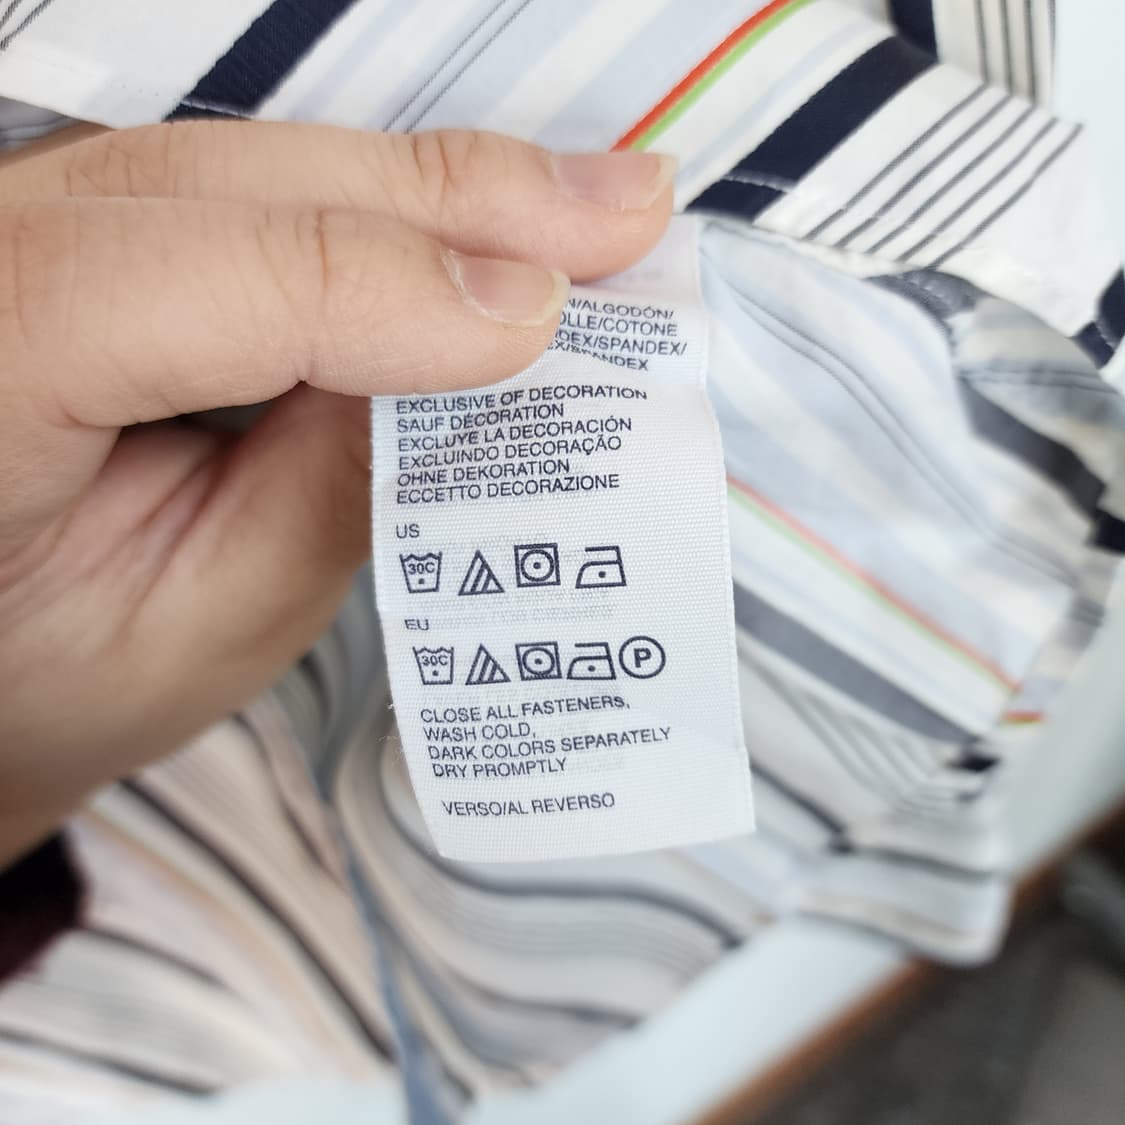 N/ALGODÓN/
OLLE/COTONE
DEX/SPANDEX/
EX/SPANDEX
EXCLUSIVE OF DECORATION
SAUF DÉCORATION
EXCLUYE LA DECORACIÓN
EXCLUINDO DECORAÇÃO
OHNE DEKORATION
ECCETTO DECORAZIONE
US
30C
EU
30C P
CLOSE ALL FASTENERS,
WASH COLD,
DARK COLORS SEPARATELY
DRY PROMPTLY
VERSO/AL REVERSO